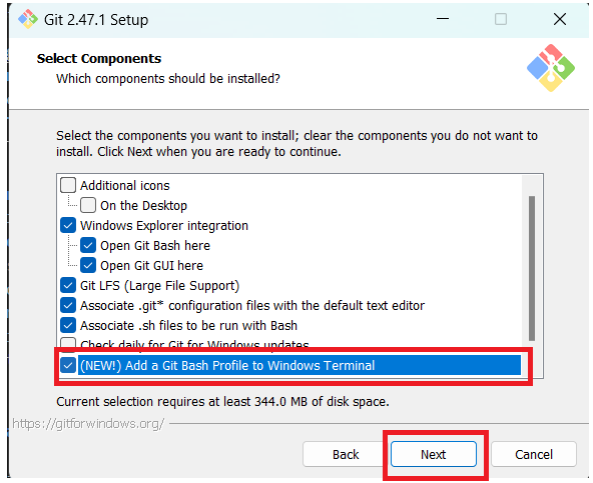 Git 2.47.1 Setup
Select Components
Which components should be installed?
Select the components you want to install; clear the components you do not want to
install. Click Next when you are ready to continue.
Additional icons
On the Desktop
Windows Explorer integration
Open Git Bash here
Open Git GUI here
Git LFS (Large File Support)
Associate .git* configuration files with the default text editor
Associate .sh files to be run with Bash
Check daily for Git for Windows updates
(NEW!) Add a Git Bash Profile to Windows Terminal
Current selection requires at least 344.0 MB of disk space.
https://gitforwindows.org/
Back Next Cancel